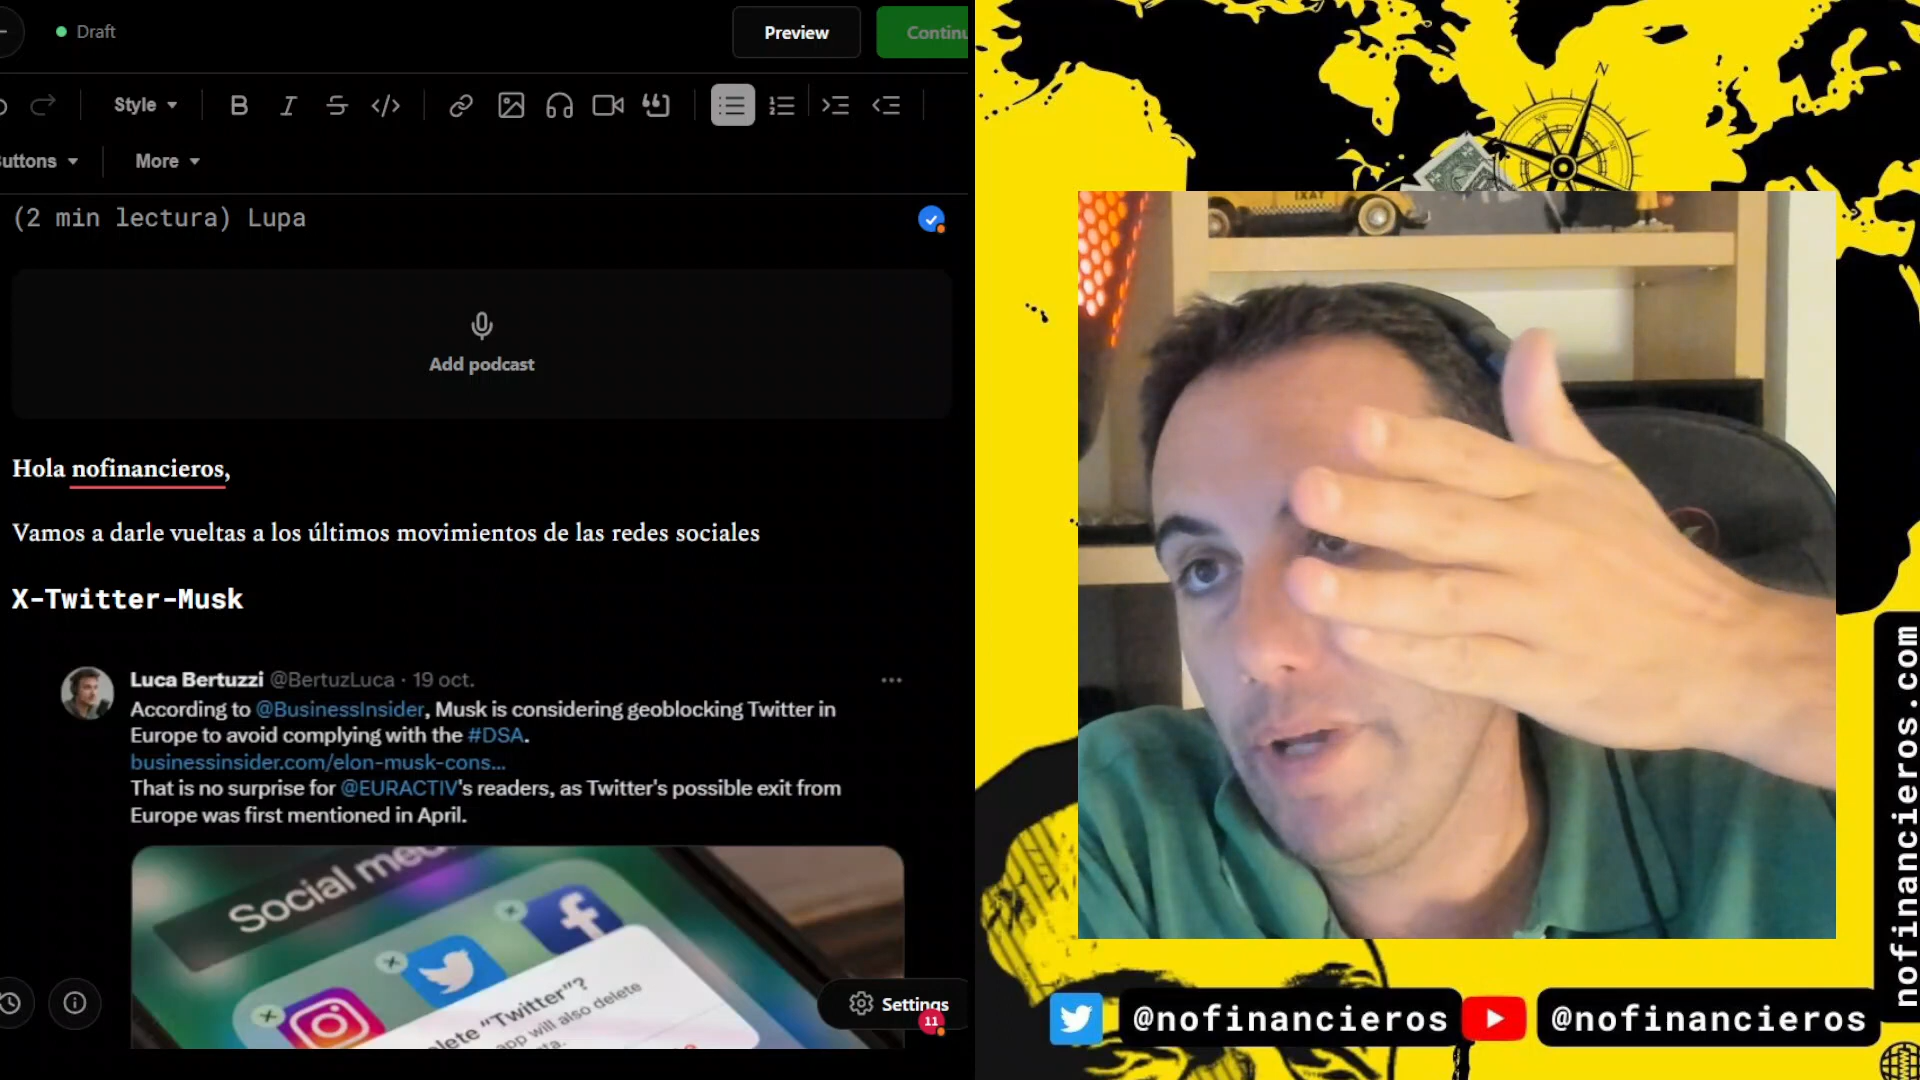 Draft
Preview
Style
More
(2 min lectura) Lupa
Add podcast
Hola nofinancieros,
Vamos a darle vueltas a los últimos movimientos de las redes sociales
X-Twitter-Musk
Luca Bertuzzi @BertuzLuca · 19 oct.
According to @BusinessInsider, Musk is considering geoblocking Twitter in
Europe to avoid complying with the #DSA.
businessinsider.com/elon-musk-cons...
That is no surprise for @EURACTIV's readers, as Twitter's possible exit from
Europe was first mentioned in April.
Social
"Twitter"?
app will also delete
Settings
11
N
@nofinancieros
@nofinancieros
nofinancieros.com